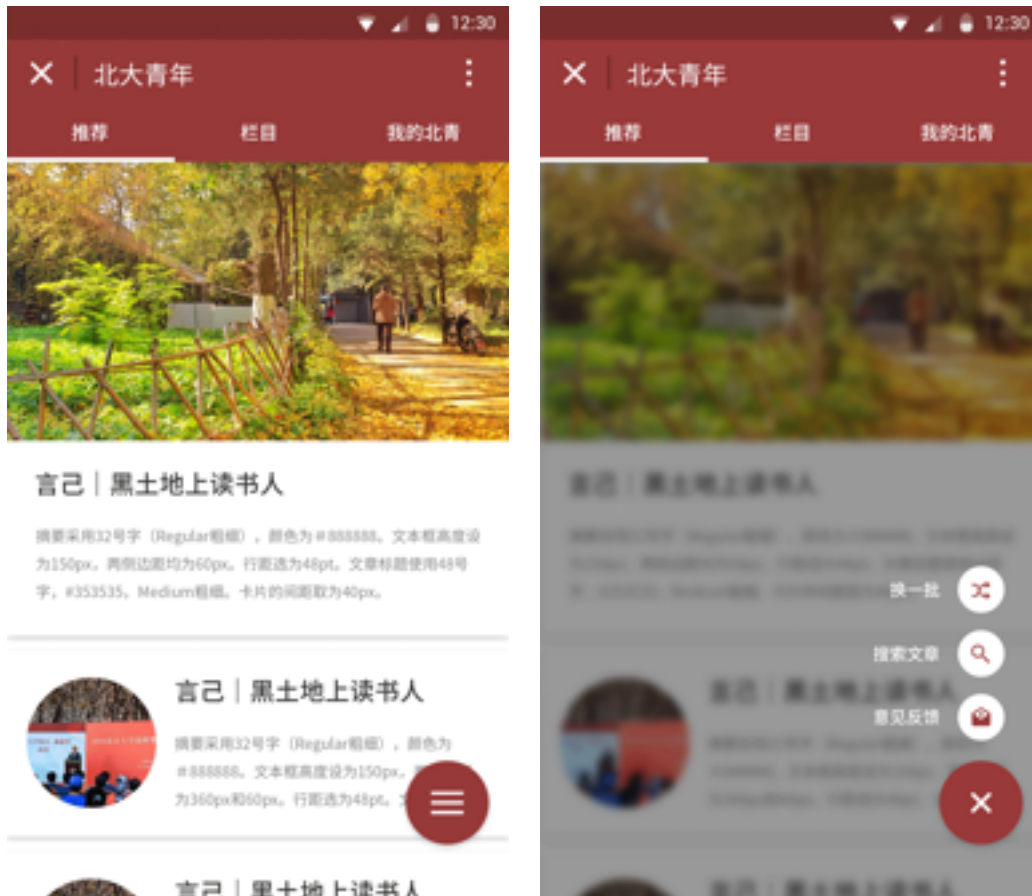 12:30
北大青年
推荐 栏目 我的北青
言己｜黑土地上读书人
摘要采用32号字（Regular粗细），颜色为#888888。文本框高度设
为150px，两侧边距均为60px。行距选为48pt。文章标题使用48号
字，#353535，Medium粗细。卡片的间距取为40px。
言己｜黑土地上读书人
摘要采用32号字（Regular粗细），颜色为
#888888。文本框高度设为150px，
为360px和60px。行距选为48pt。
言己｜黑土地上读书人
12:30
北大青年
推荐 栏目 我的北青
换一批
搜索文章
意见反馈